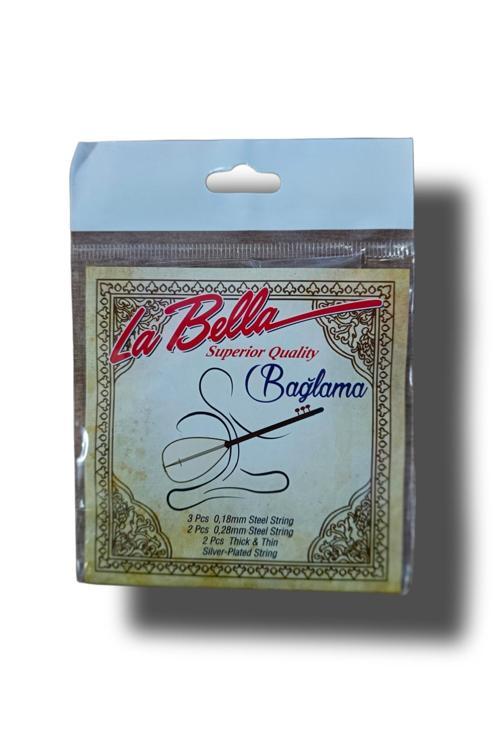 La Bella
Superior Quality
Bağlama
3 Pcs 0,18mm Steel String
2 Pcs 0,28mm Steel String
2 Pcs Thick & Thin
Silver-Plated String